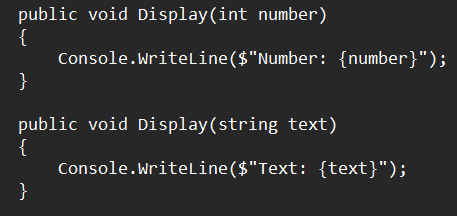 public void Display(int number)
{
    Console.WriteLine($"Number: {number}");
}

public void Display(string text)
{
    Console.WriteLine($"Text: {text}");
}